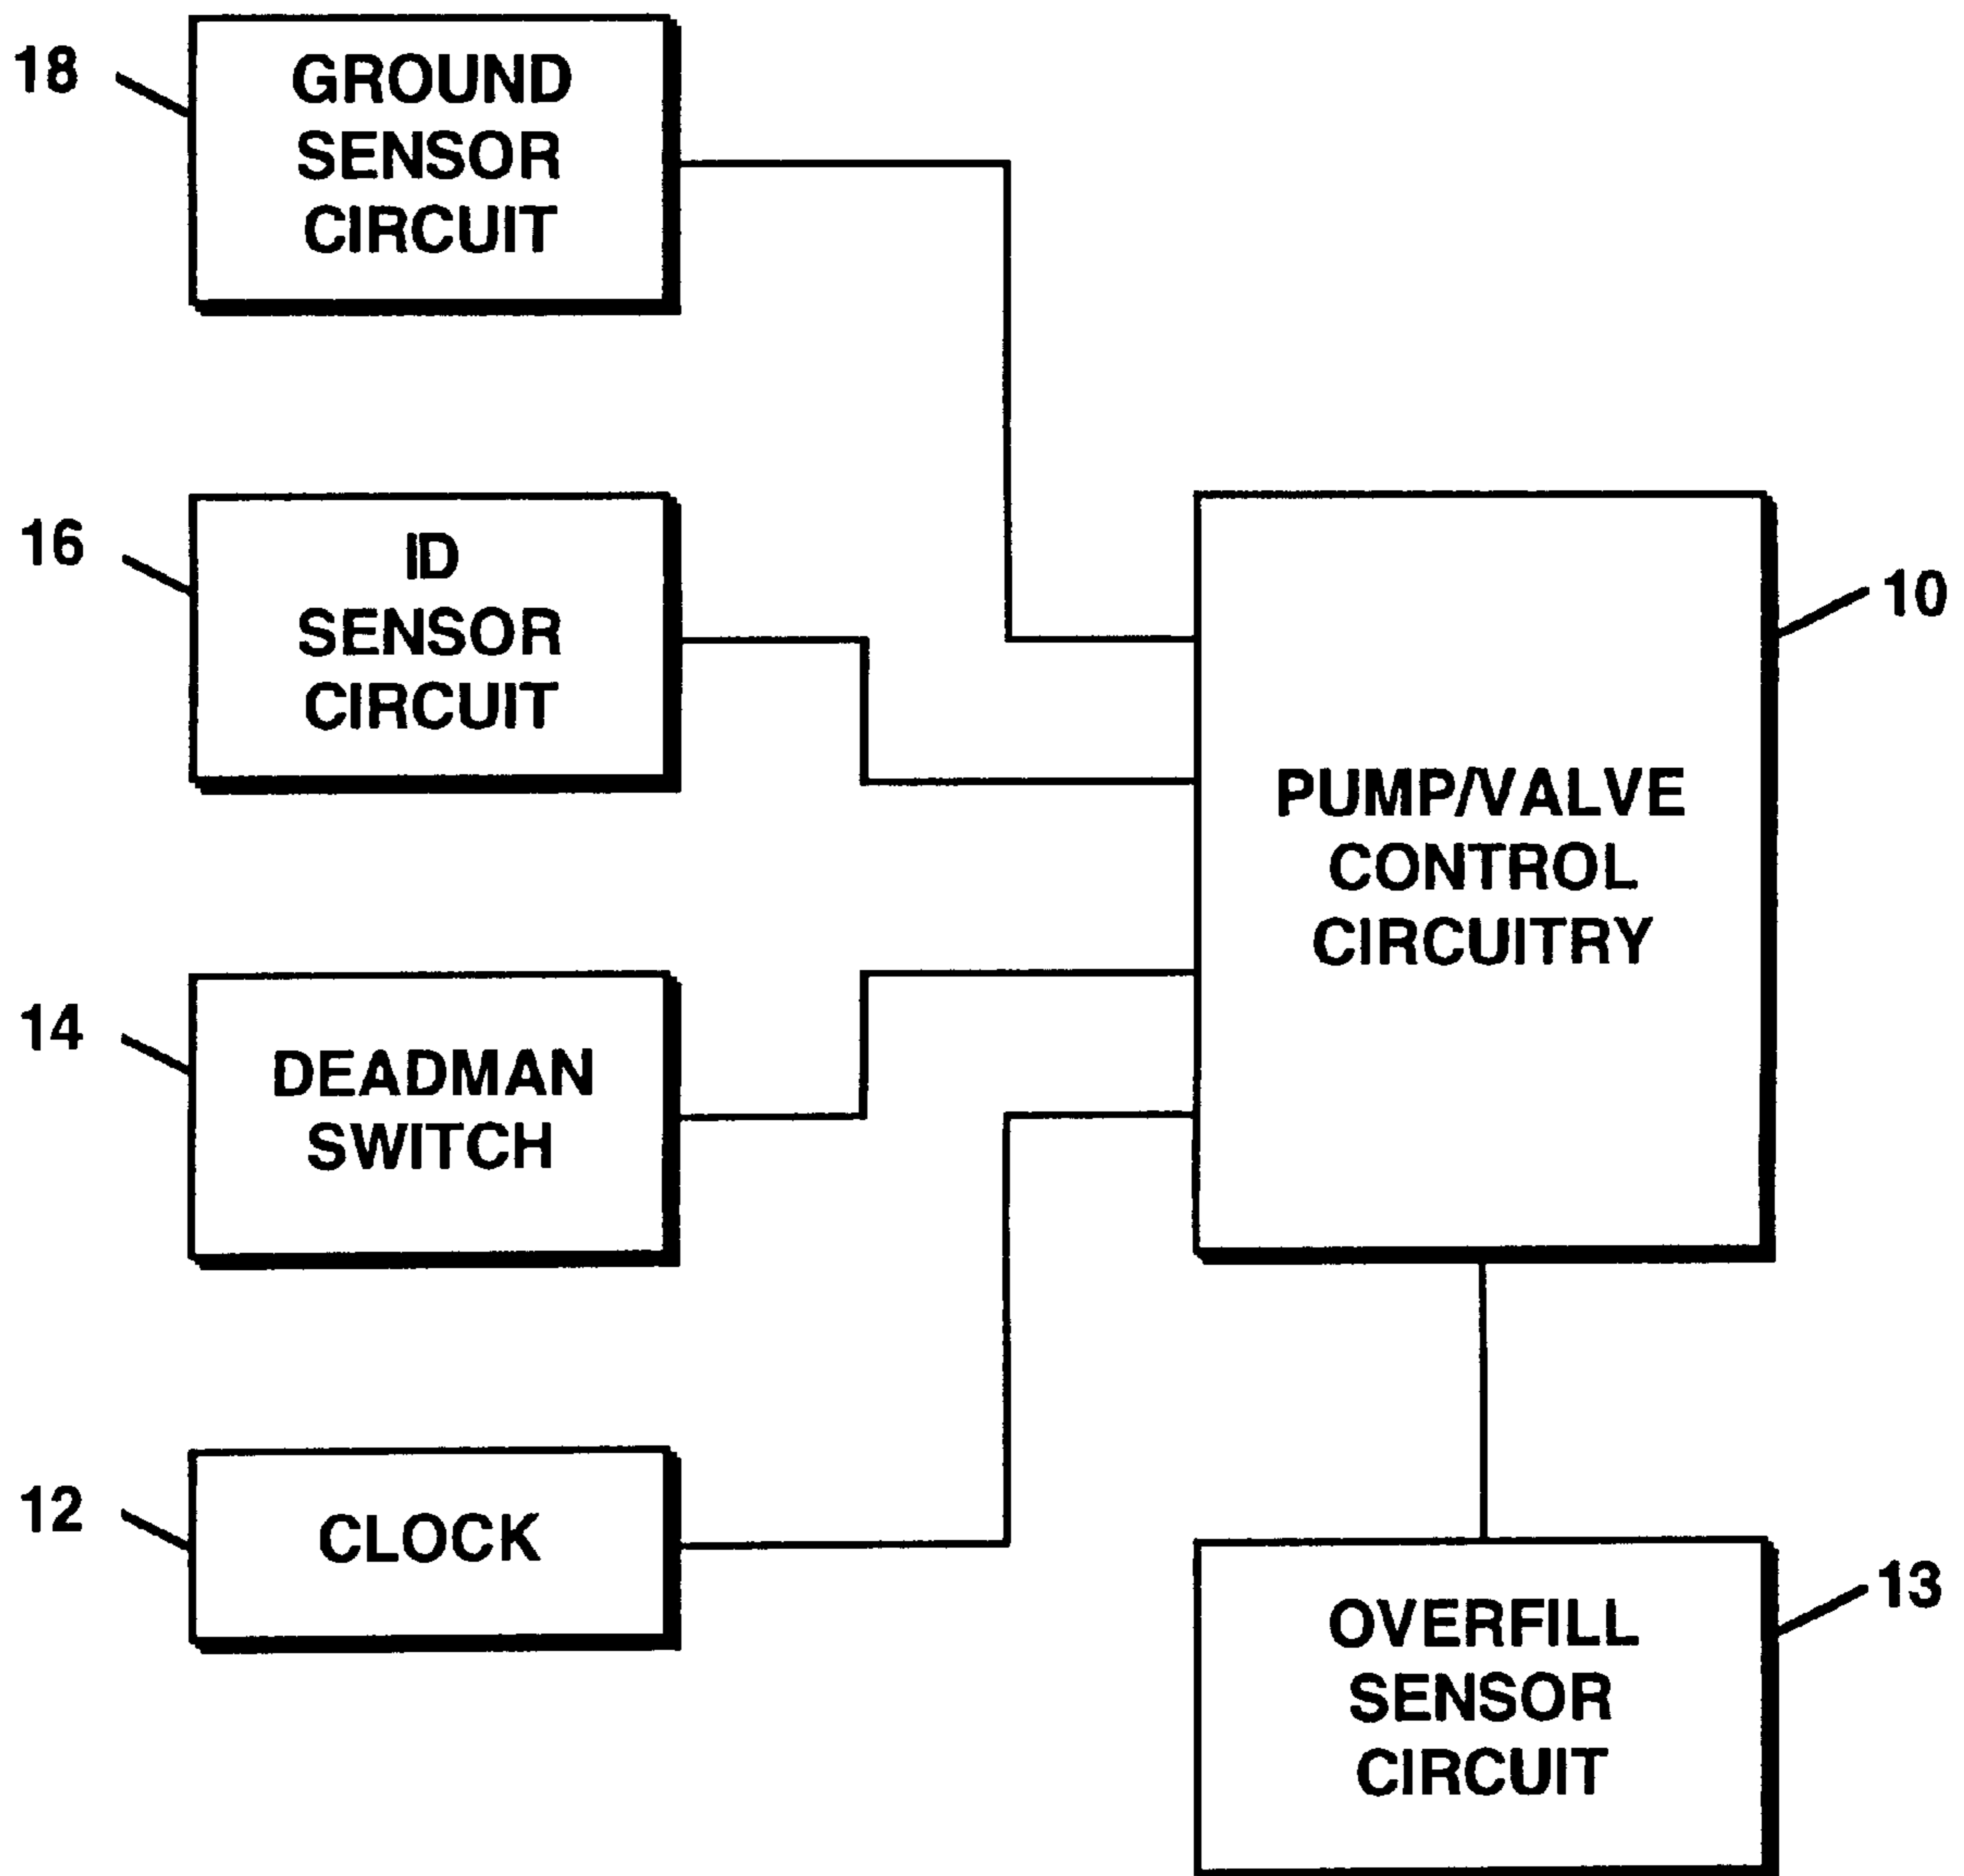 18
GROUND
SENSOR
CIRCUIT
16
ID
SENSOR
CIRCUIT
10
PUMP/VALVE
CONTROL
CIRCUITRY
14
DEADMAN
SWITCH
12
CLOCK
13
OVERFILL
SENSOR
CIRCUIT